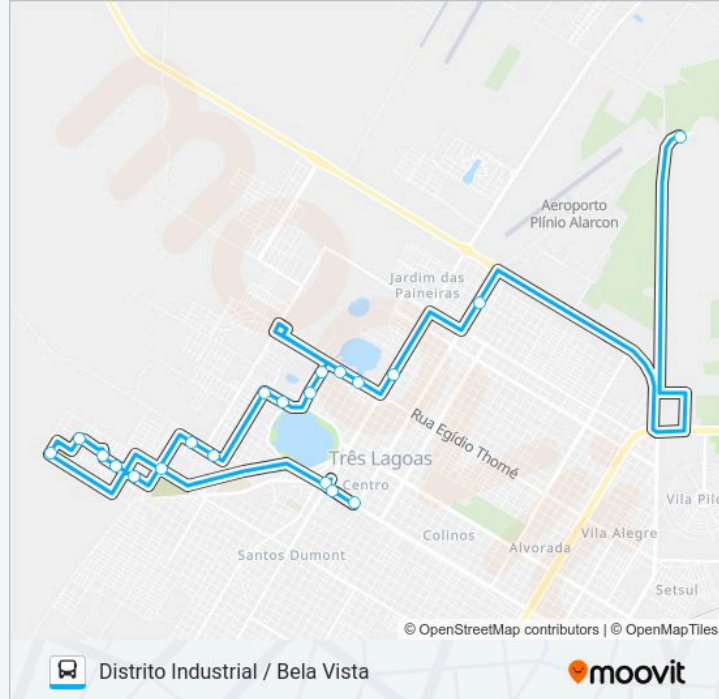 Aeroporto
Plínio Alarcon
Jardim das
Paineiras
Rua Egídio Thomé
Três Lagoas
Centro
Vila Pilo
Colinos
Vila Alegre
Alvorada
Santos Dumont
Setsul
© OpenStreetMap contributors | © OpenMapTiles
Distrito Industrial / Bela Vista
moovit